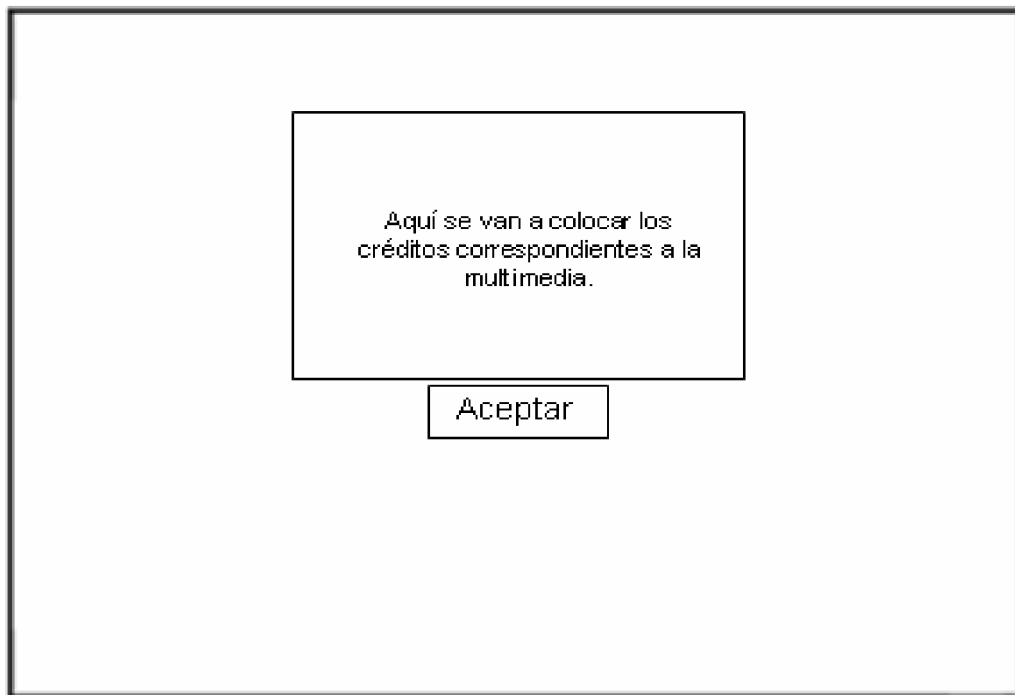 Aquí se van a colocar los
créditos correspondientes a la
multimedia.
Aceptar